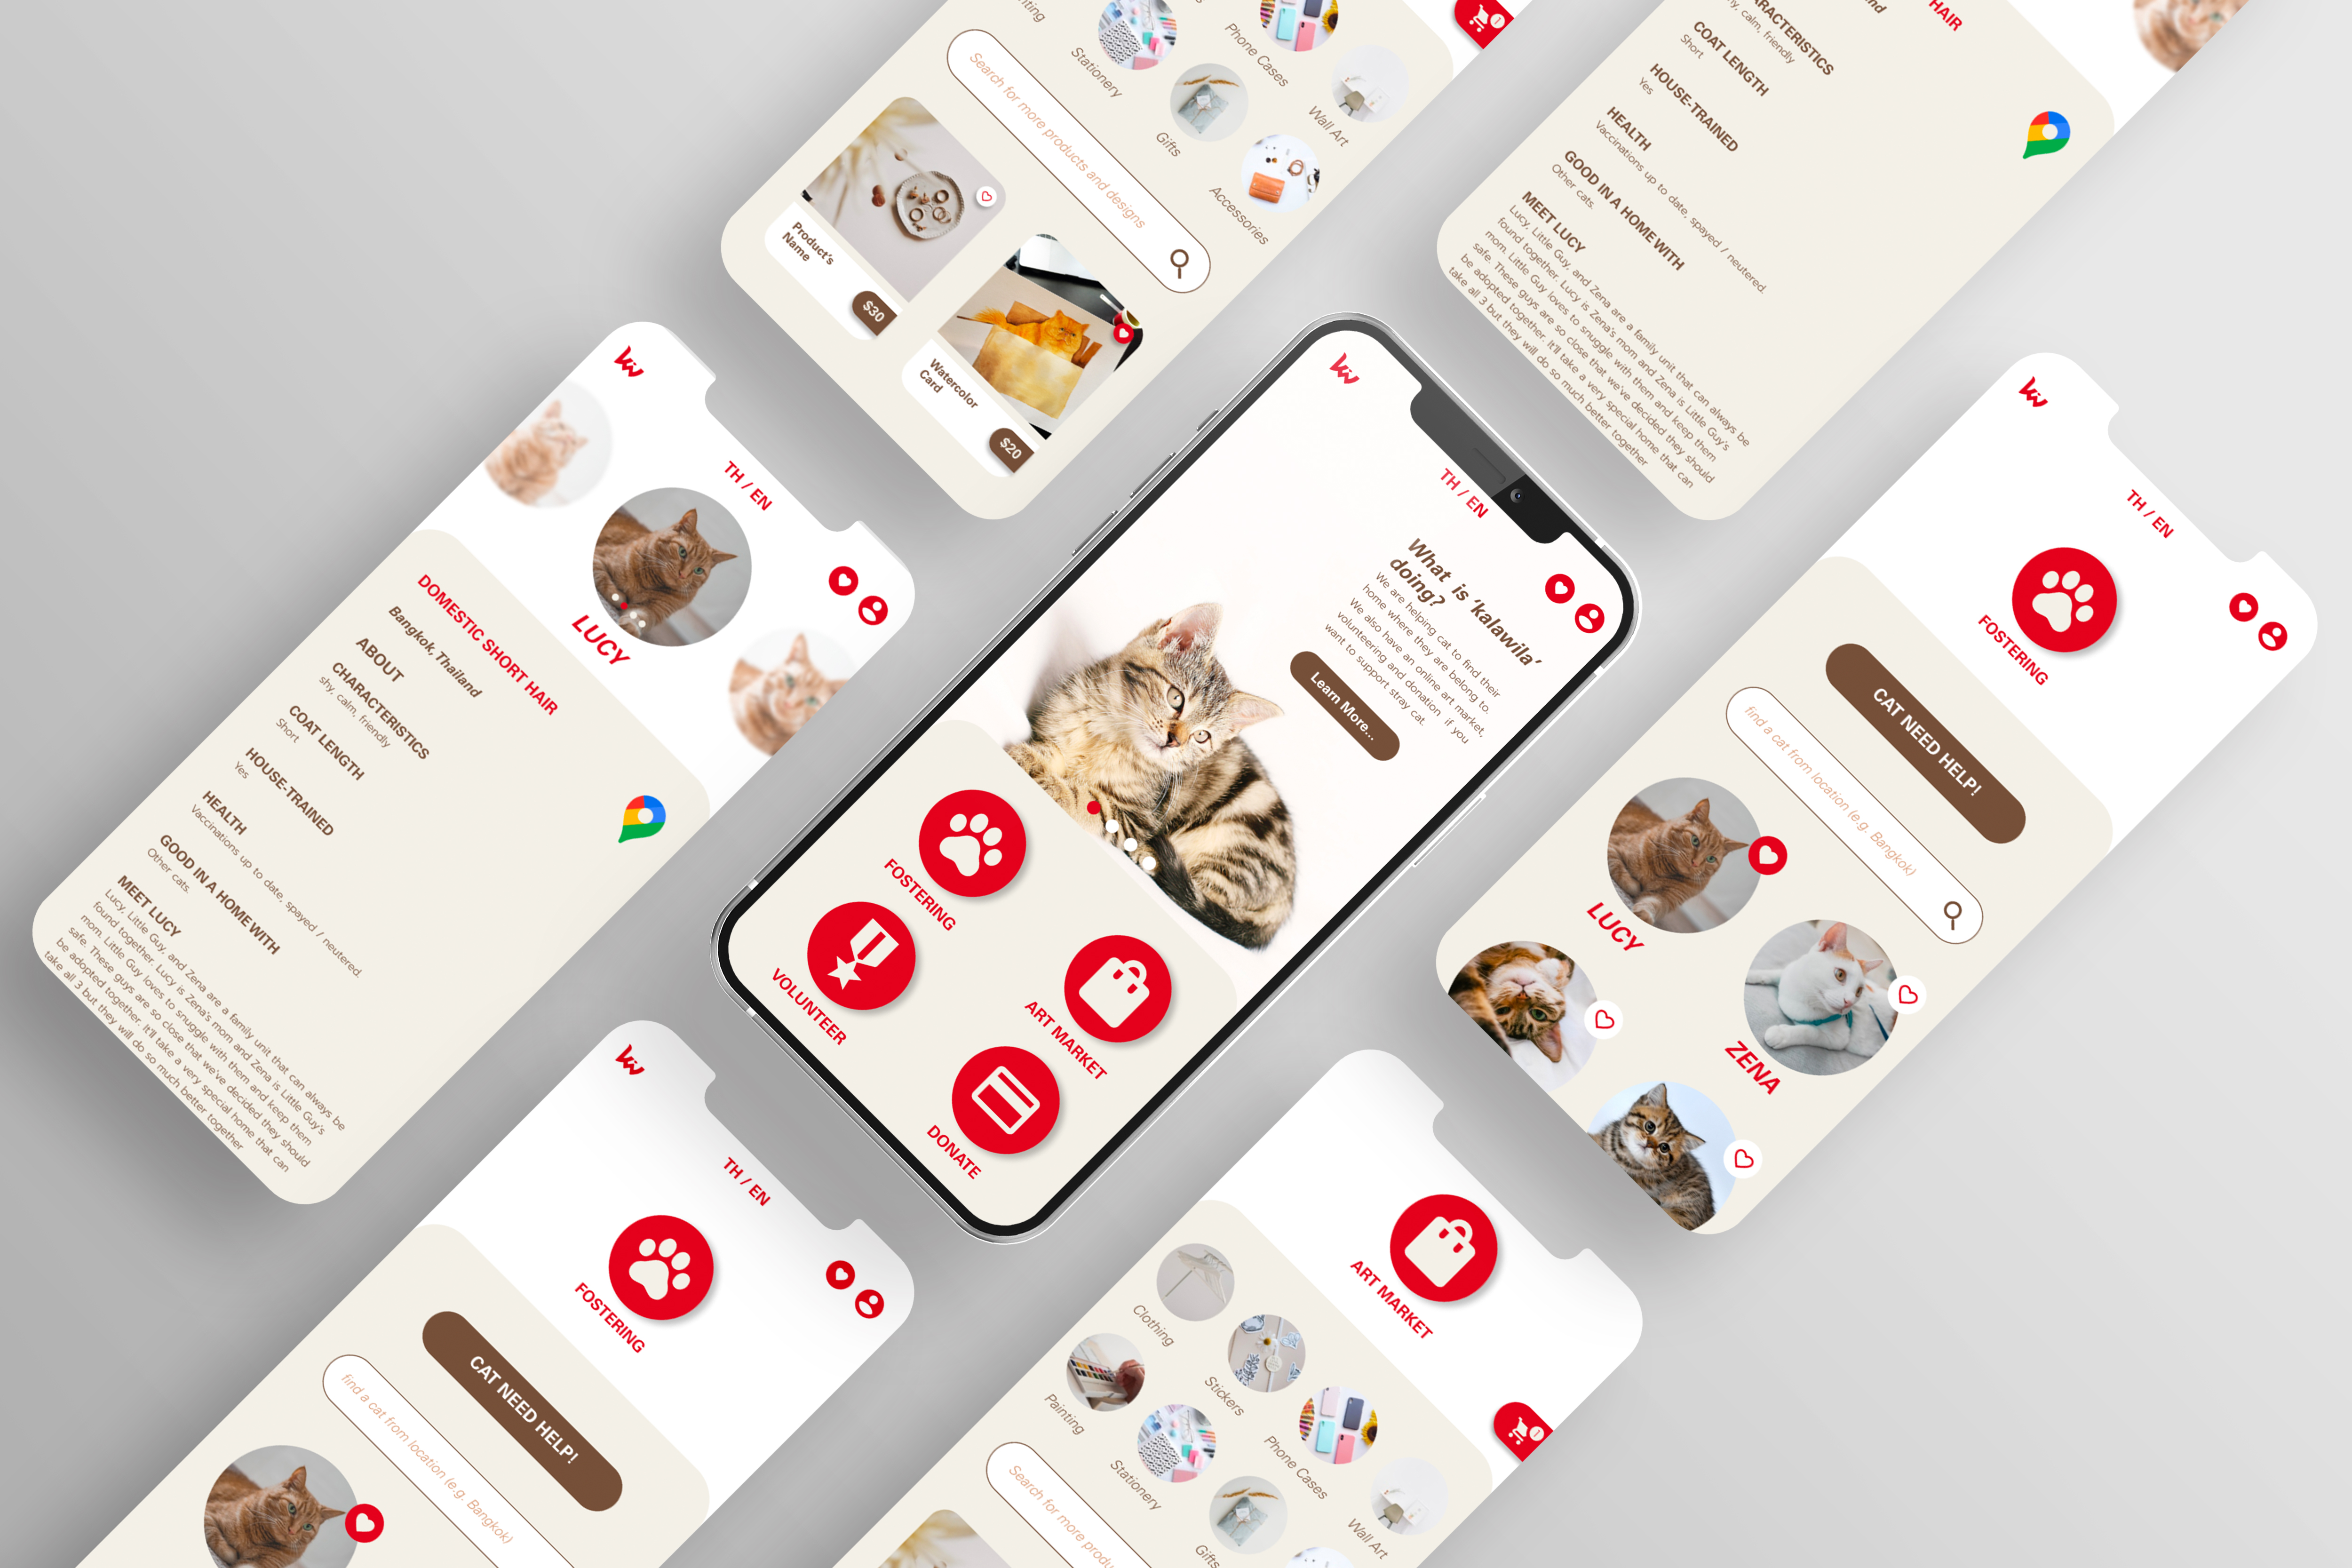 Stationery
Phone Cases
Gifts
Wall Art
Accessories
Search for more products and designs
Product's
Name
$30
Watercolor
Card
$20
HAIR
COAT LENGTH
Short
HOUSE-TRAINED
Yes
HEALTH
Vaccinations up to date, spayed / neutered.
GOOD IN A HOME WITH
Other cats.
MEET LUCY
Lucy, Little Guy, and Zena are a family unit that can always be
found together. Lucy is Zena's mom and Zena is Little Guy's
mom. Little Guy loves to snuggle with them and keep them
safe. These guys are so close that we've decided they should
be adopted together. It'll take a very special home that can
take all 3 but they will do so much better together
TH / EN
LUCY
DOMESTIC SHORT HAIR
Bangkok, Thailand
ABOUT
CHARACTERISTICS
shy, calm, friendly
COAT LENGTH
Short
HOUSE-TRAINED
Yes
HEALTH
Vaccinations up to date, spayed / neutered.
GOOD IN A HOME WITH
Other cats.
MEET LUCY
Lucy, Little Guy, and Zena are a family unit that can always be
found together. Lucy is Zena's mom and Zena is Little Guy's
mom. Little Guy loves to snuggle with them and keep them
safe. These guys are so close that we've decided they should
be adopted together. It'll take a very special home that can
take all 3 but they will do so much better together
TH / EN
What is 'kalawila'
doing?
We are helping cat to find their
home where they are belong to.
We also have an online art market,
volunteering and donation if you
want to support stray cat.
Learn More...
FOSTERING
VOLUNTEER
ART MARKET
DONATE
TH / EN
FOSTERING
CAT NEED HELP!
find a cat from location (e.g. Bangkok)
LUCY
ZENA
TH / EN
FOSTERING
CAT NEED HELP!
find a cat from location (e.g. Bangkok)
ART MARKET
Clothing
Stickers
Painting
Phone Cases
Stationery
Wall Art
Gifts
Search for more